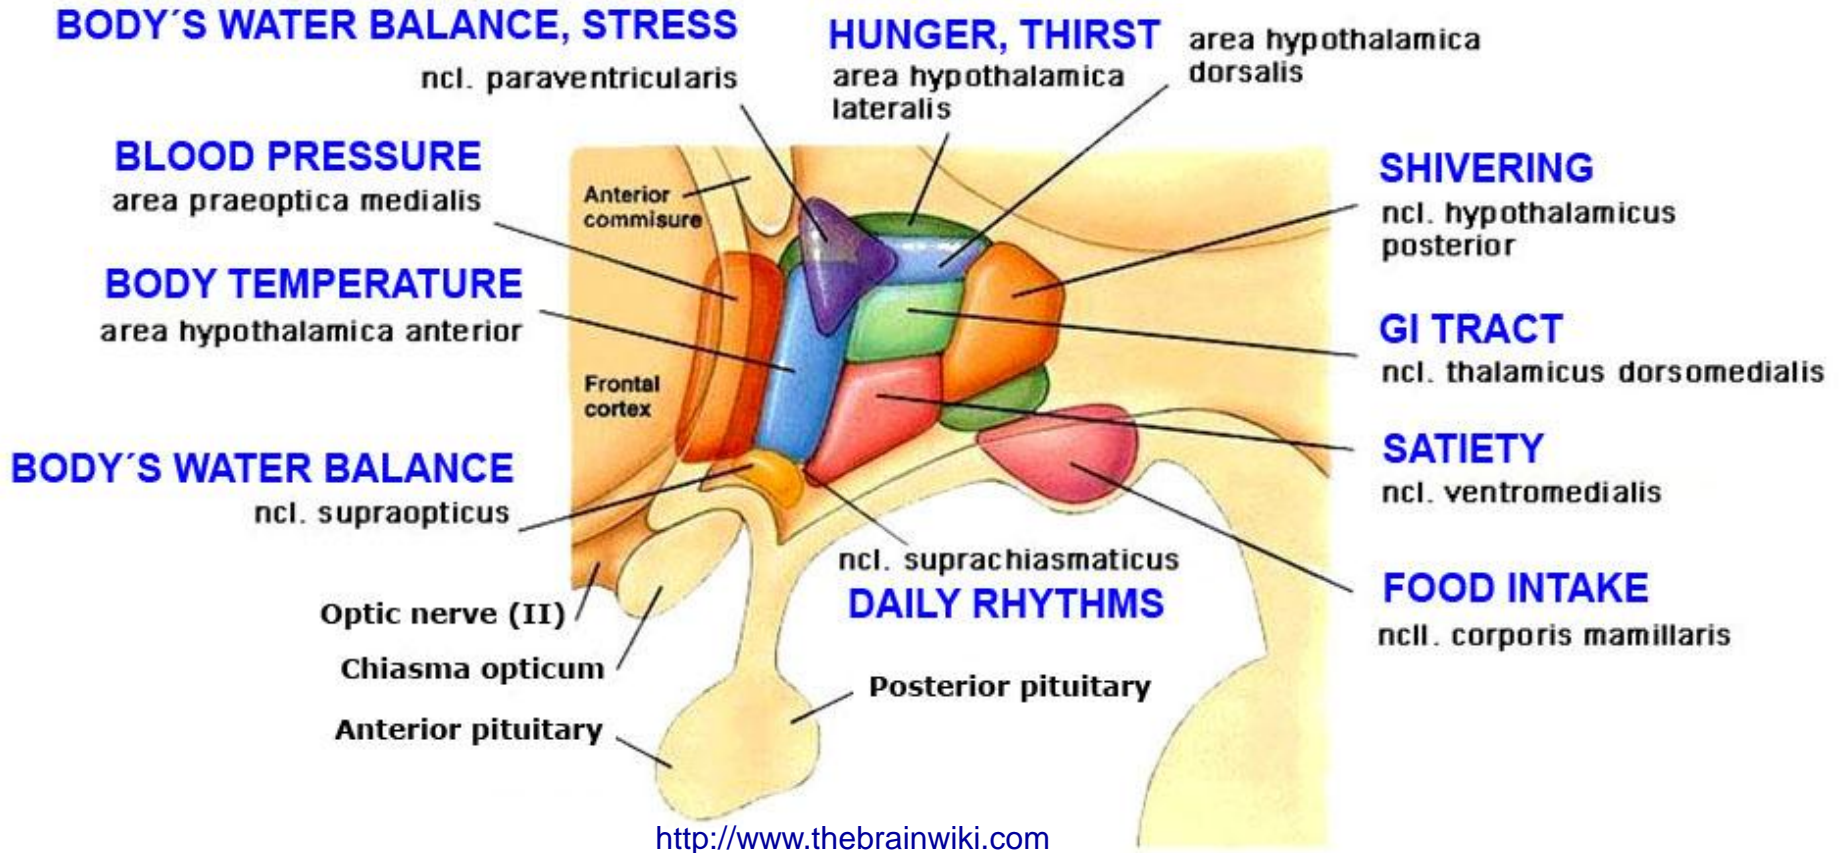 BODY´S WATER BALANCE, STRESS
ncl. paraventricularis
HUNGER, THIRST
area hypothalamica
lateralis
area hypothalamica
dorsalis
BLOOD PRESSURE
area praeoptica medialis
Anterior
commisure
SHIVERING
ncl. hypothalamicus
posterior
BODY TEMPERATURE
area hypothalamica anterior
GI TRACT
ncl. thalamicus dorsomedialis
Frontal
cortex
BODY´S WATER BALANCE
ncl. supraopticus
SATIETY
ncl. ventromedialis
ncl. suprachiasmaticus
DAILY RHYTHMS
FOOD INTAKE
ncll. corporis mamillaris
Optic nerve (II)
Chiasma opticum
Anterior pituitary
Posterior pituitary
http://www.thebrainwiki.com